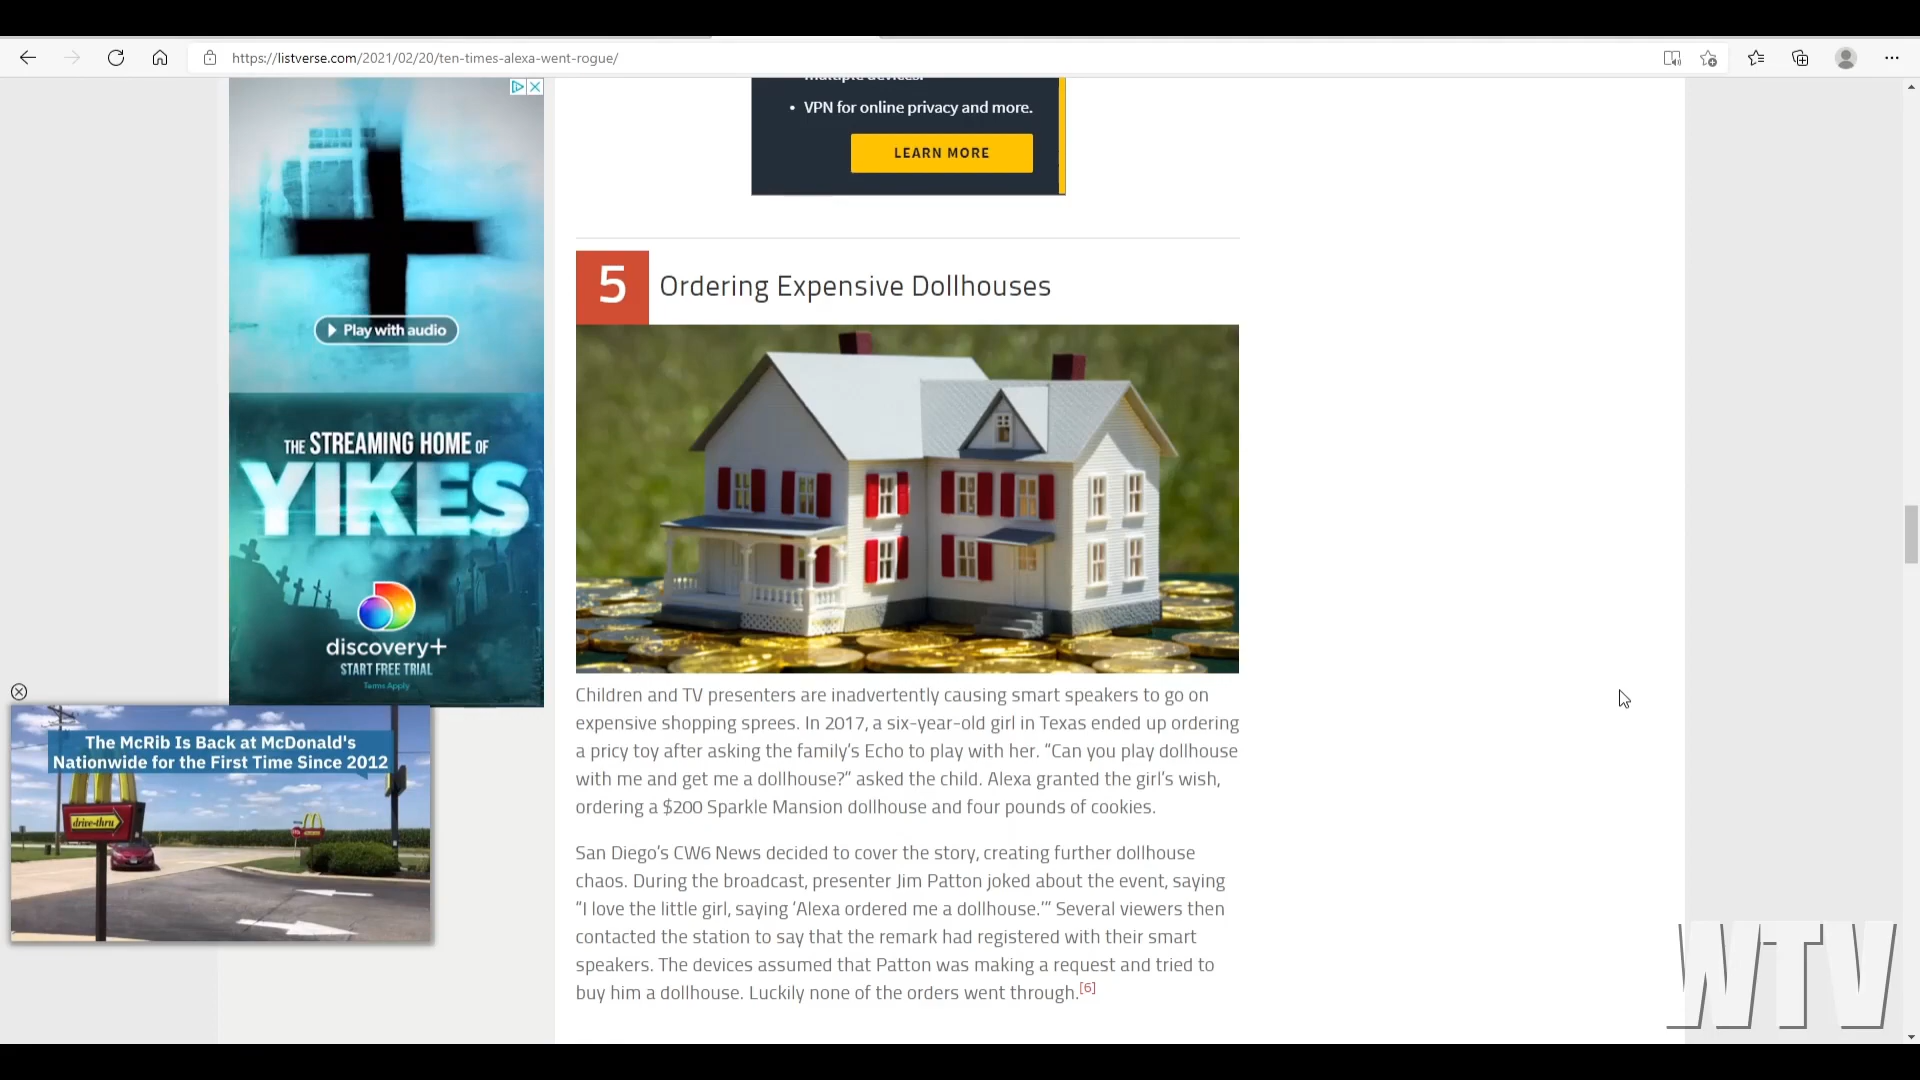 https://listverse.com/2021/02/20/ten-times-alexa-went-rogue/
multiple devices.
• VPN for online privacy and more.
LEARN MORE
Play with audio
THE STREAMING HOME OF
YIKES
discovery+
START FREE TRIAL
Terms Apply
5 Ordering Expensive Dollhouses
Children and TV presenters are inadvertently causing smart speakers to go on
expensive shopping sprees. In 2017, a six-year-old girl in Texas ended up ordering
a pricy toy after asking the family’s Echo to play with her. “Can you play dollhouse
with me and get me a dollhouse?” asked the child. Alexa granted the girl’s wish,
ordering a $200 Sparkle Mansion dollhouse and four pounds of cookies.
San Diego’s CW6 News decided to cover the story, creating further dollhouse
chaos. During the broadcast, presenter Jim Patton joked about the event, saying
“I love the little girl, saying ‘Alexa ordered me a dollhouse.’” Several viewers then
contacted the station to say that the remark had registered with their smart
speakers. The devices assumed that Patton was making a request and tried to
buy him a dollhouse. Luckily none of the orders went through.[6]
The McRib Is Back at McDonald's
Nationwide for the First Time Since 2012
drive-thru
WTV